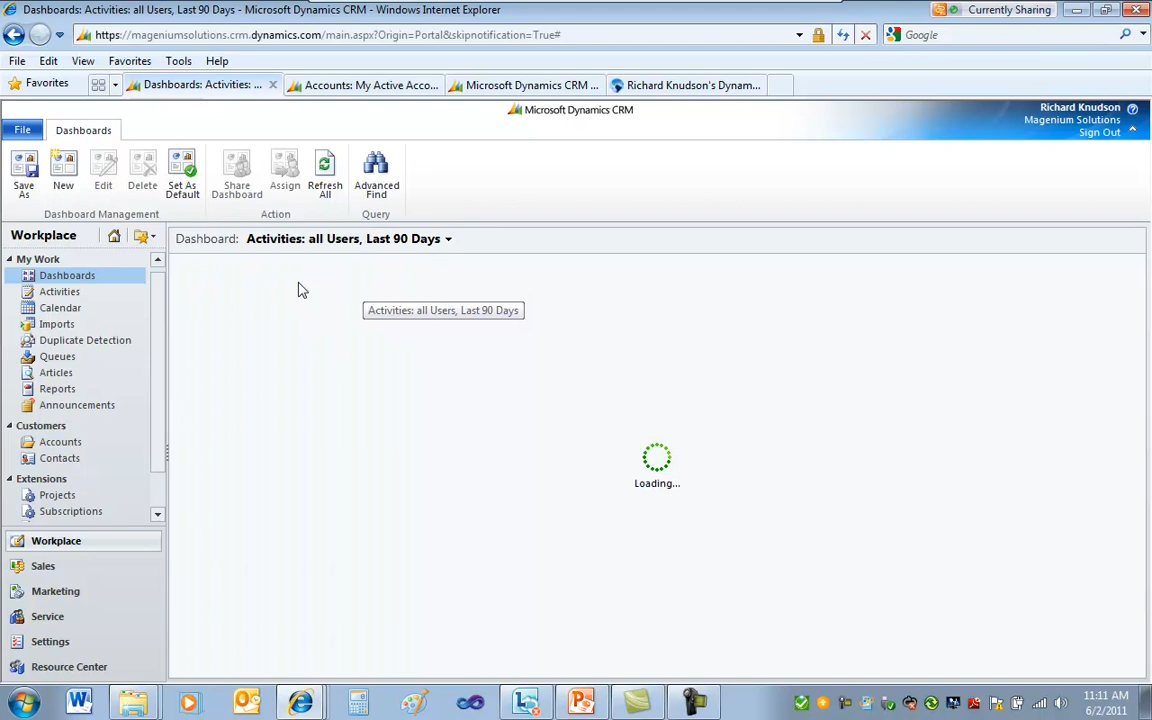 Dashboards: Activities: all Users, Last 90 Days - Microsoft Dynamics CRM - Windows Internet Explorer
Currently Sharing
https://mageniumsolutions.crm.dynamics.com/main.aspx?Origin=Portal&skipnotification=True#
Google
File Edit View Favorites Tools Help
Favorites
Dashboards: Activities: ...
Accounts: My Active Acco...
Microsoft Dynamics CRM ...
Richard Knudson's Dynam...
Microsoft Dynamics CRM
Richard Knudson
Magenium Solutions
Sign Out
File Dashboards
Save As
New
Edit
Delete
Set As Default
Share Dashboard
Assign
Refresh All
Advanced Find
Dashboard Management
Action
Query
Workplace
Dashboard: Activities: all Users, Last 90 Days
My Work
Dashboards
Activities
Calendar
Imports
Duplicate Detection
Queues
Articles
Reports
Announcements
Customers
Accounts
Contacts
Extensions
Projects
Subscriptions
Workplace
Sales
Marketing
Service
Settings
Resource Center
Activities: all Users, Last 90 Days
Loading...
11:11 AM
6/2/2011